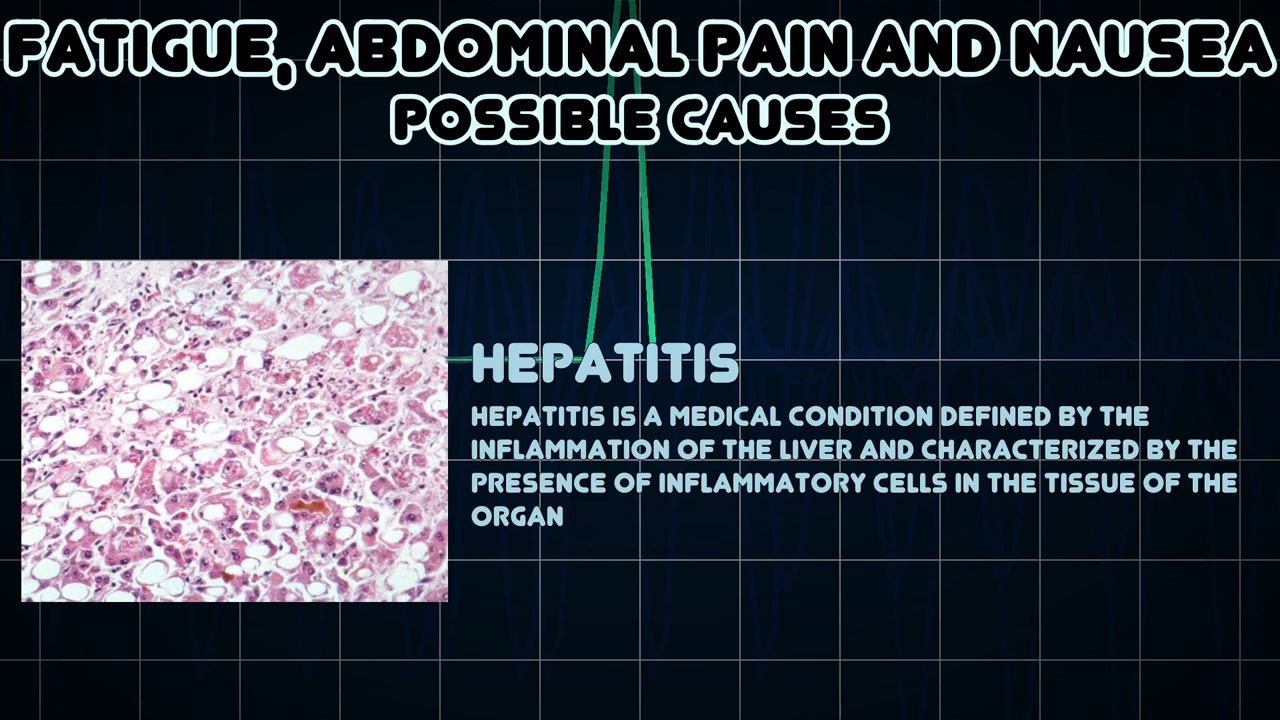 FATIGUE, ABDOMINAL PAIN AND NAUSEA
POSSIBLE CAUSES
HEPATITIS
HEPATITIS IS A MEDICAL CONDITION DEFINED BY THE
INFLAMMATION OF THE LIVER AND CHARACTERIZED BY THE
PRESENCE OF INFLAMMATORY CELLS IN THE TISSUE OF THE
ORGAN